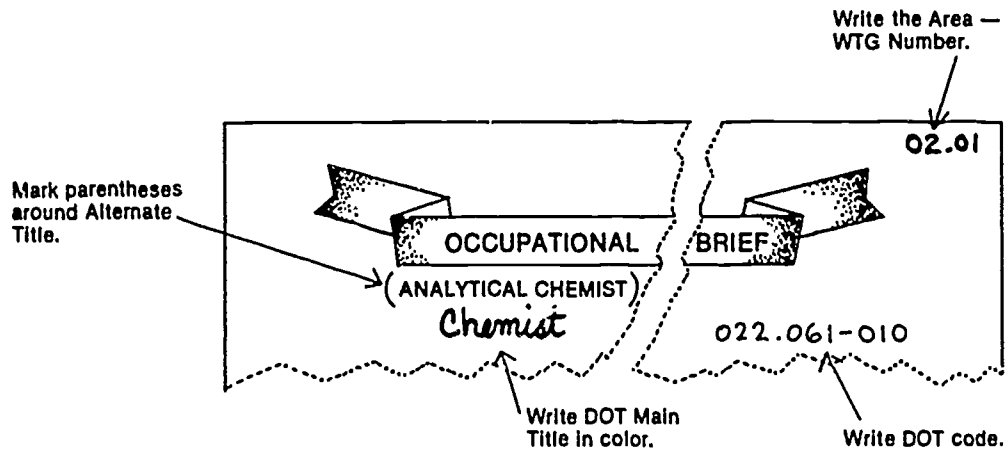 Write the Area —
WTG Number.
02.01
Mark parentheses
around Alternate
Title.
OCCUPATIONAL BRIEF
(ANALYTICAL CHEMIST)
Chemist
022.061-010
Write DOT Main
Title in color.
Write DOT code.